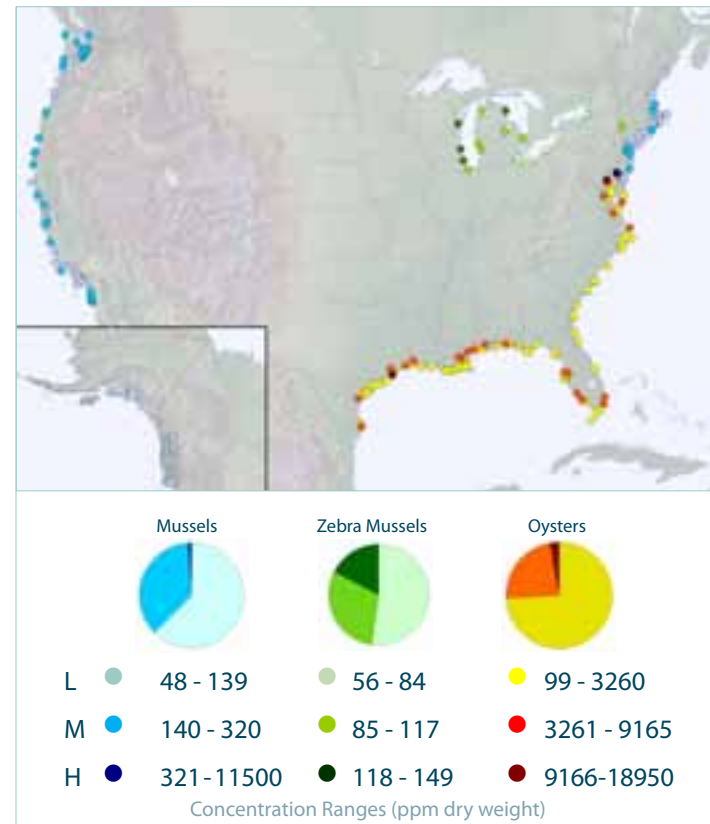 Mussels Zebra Mussels Oysters
L 48 - 139 56 - 84 99 - 3260
M 140 - 320 85 - 117 3261 - 9165
H 321 - 11500 118 - 149 9166-18950
Concentration Ranges (ppm dry weight)